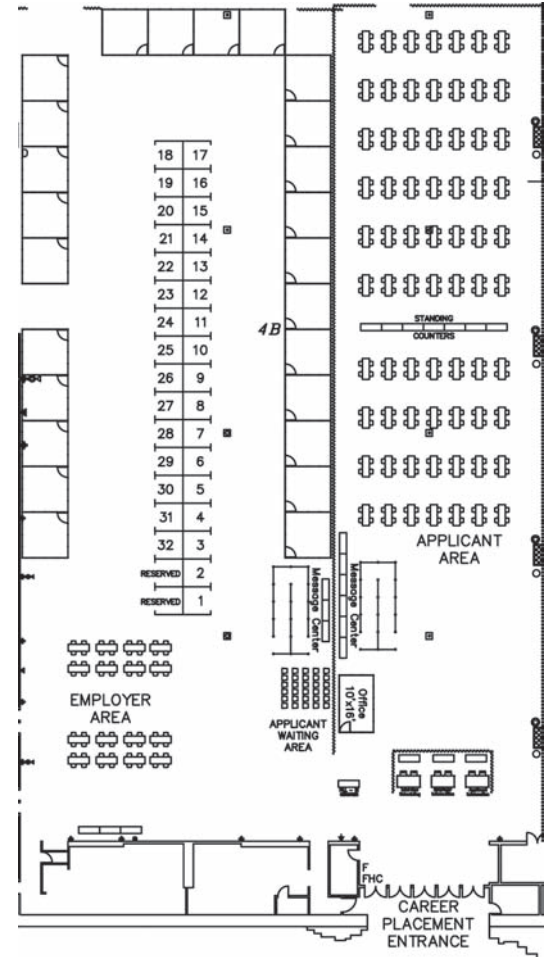 18 17
19 16
20 15
21 14
22 13
23 12
24 11
25 10
26 9
27 8
28 7
29 6
30 5
31 4
32 3
RESERVED 2
RESERVED 1
4B
STANDING
COUNTERS
APPLICANT
AREA
Message Center
Message Center
EMPLOYER
AREA
APPLICANT
WAITING
AREA
Office
10'x16'
F
FHC
CAREER
PLACEMENT
ENTRANCE